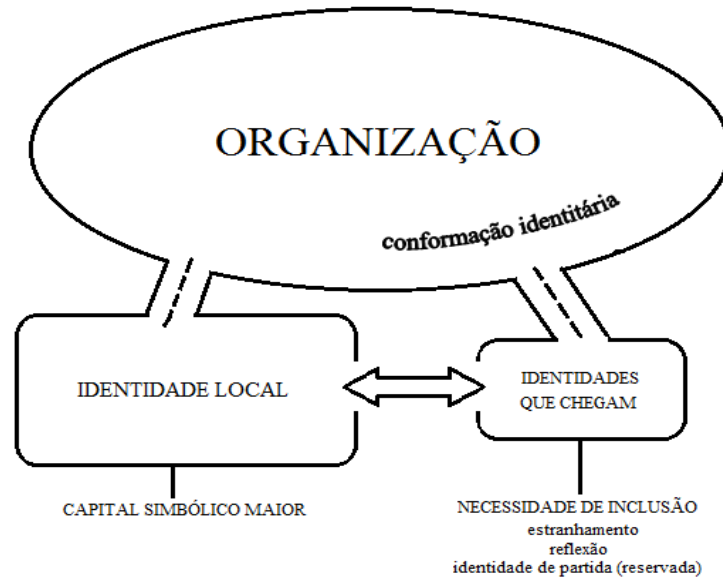 ORGANIZAÇÃO
conformação identitária
IDENTIDADE LOCAL
IDENTIDADES
QUE CHEGAM
CAPITAL SIMBÓLICO MAIOR
NECESSIDADE DE INCLUSÃO
estranhamento
reflexão
identidade de partida (reservada)